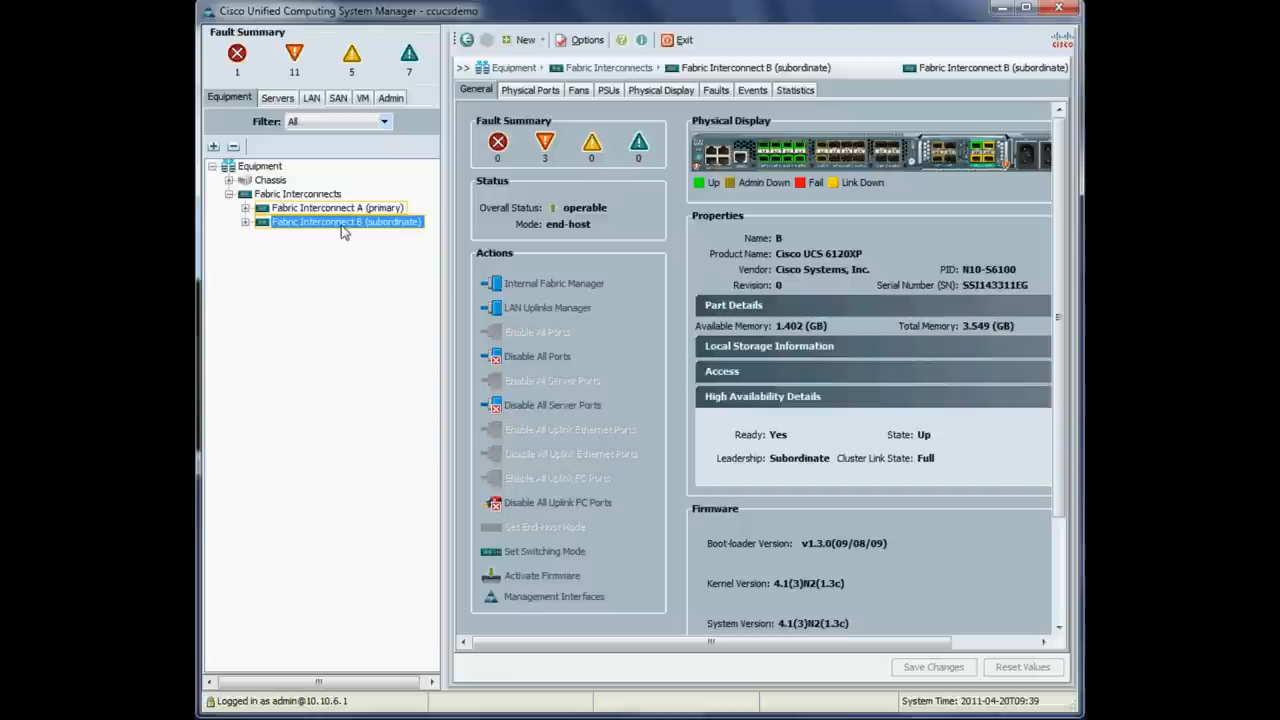 Cisco Unified Computing System Manager - ccucsdemo
Fault Summary
1 11 5 7
Equipment Servers LAN SAN VM Admin
Filter: All
Equipment
Chassis
Fabric Interconnects
Fabric Interconnect A (primary)
Fabric Interconnect B (subordinate)
New Options Exit
CISCO
>> Equipment Fabric Interconnects Fabric Interconnect B (subordinate) Fabric Interconnect B (subordinate)
General Physical Ports Fans PSUs Physical Display Faults Events Statistics
Fault Summary
0 3 0 0
Status
Overall Status: operable
Mode: end-host
Actions
Internal Fabric Manager
LAN Uplinks Manager
Enable All Ports
Disable All Ports
Enable All Server Ports
Disable All Server Ports
Enable All Uplink Ethernet Ports
Disable All Uplink Ethernet Ports
Enable All Uplink FC Ports
Disable All Uplink FC Ports
Set End-Host Mode
Set Switching Mode
Activate Firmware
Management Interfaces
Physical Display
Up Admin Down Fail Link Down
Properties
Name: B
Product Name: Cisco UCS 6120XP
Vendor: Cisco Systems, Inc. PID: N10-S6100
Revision: 0 Serial Number (SN): SSI143311EG
Part Details
Available Memory: 1.402 (GB) Total Memory: 3.549 (GB)
Local Storage Information
Access
High Availability Details
Ready: Yes State: Up
Leadership: Subordinate Cluster Link State: Full
Firmware
Boot-loader Version: v1.3.0(09/08/09)
Kernel Version: 4.1(3)N2(1.3c)
System Version: 4.1(3)N2(1.3c)
Save Changes Reset Values
Logged in as admin@10.10.6.1 System Time: 2011-04-20T09:39